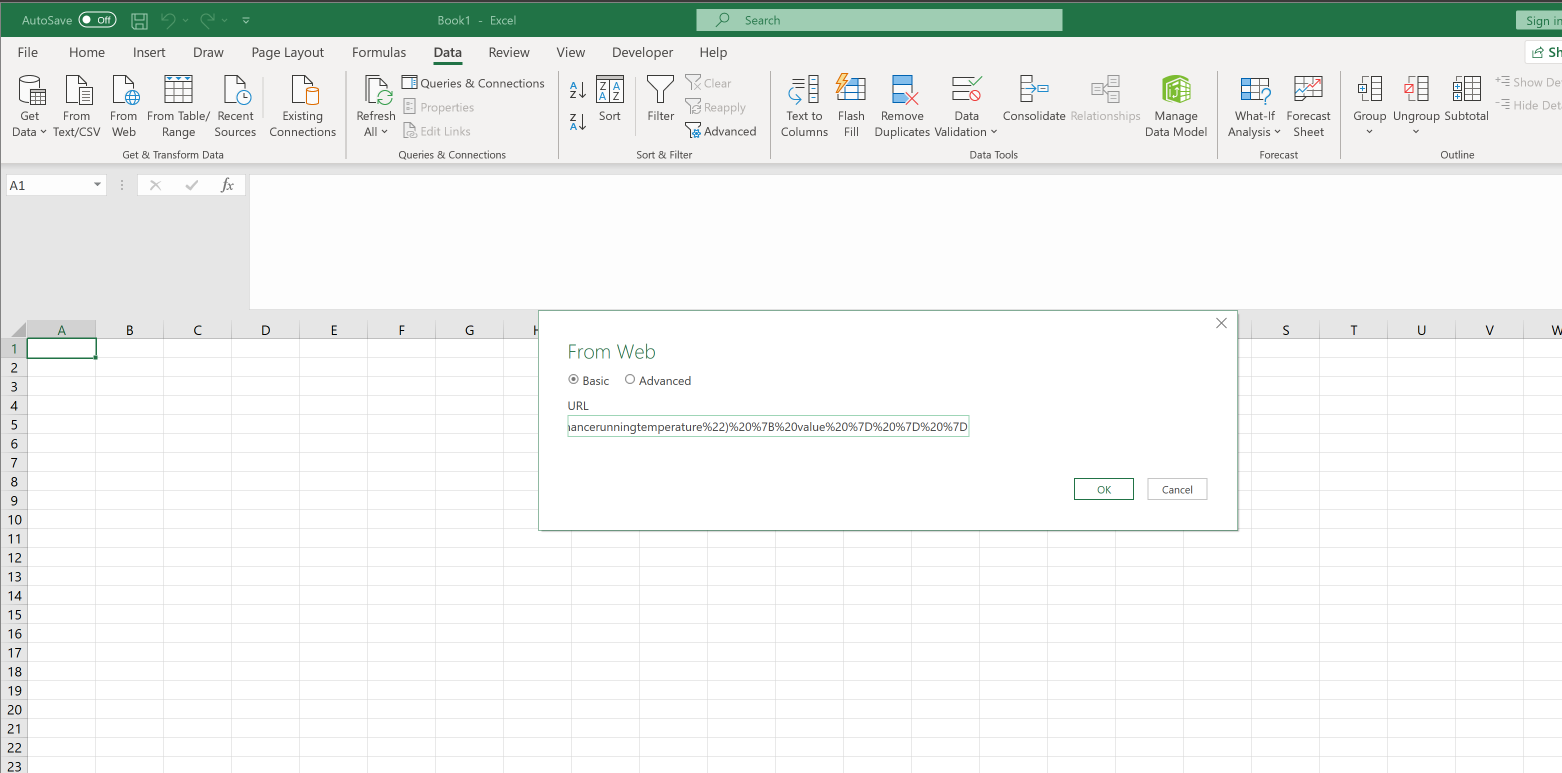 AutoSave Off Book1 - Excel Search Sign in
File Home Insert Draw Page Layout Formulas Data Review View Developer Help Sh
Get Data From Text/CSV From Web From Table/ Range Recent Sources Existing Connections
Get & Transform Data
Refresh All Queries & Connections
Properties
Edit Links
Queries & Connections
Sort Filter Clear
Reapply
Advanced
Sort & Filter
Text to Columns Flash Fill Remove Duplicates Data Validation Consolidate Relationships Manage Data Model
Data Tools
What-If Analysis Forecast Sheet
Forecast
Group Ungroup Subtotal Show De
Hide Det
Outline
A1 fx
A B C D E F G H S T U V W
1
2
3
4
5
6
7
8
9
10
11
12
13
14
15
16
17
18
19
20
21
22
23
From Web
Basic Advanced
URL
ancerunningtemperature%22)%20%7B%20value%20%7D%20%7D%20%7D
OK Cancel